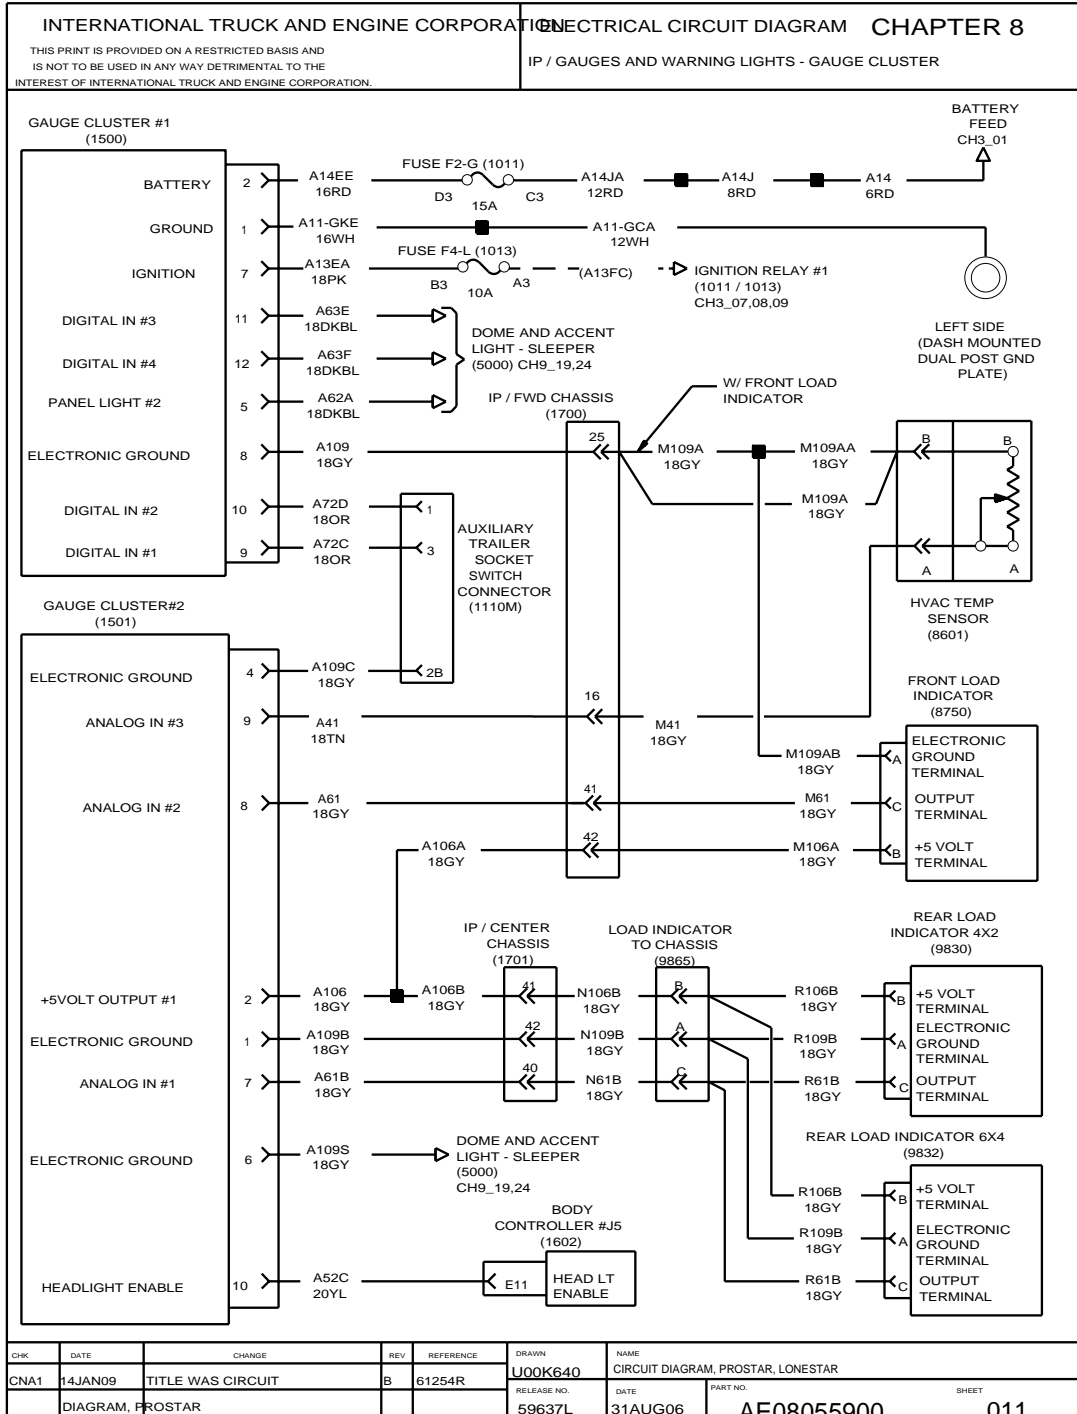 INTERNATIONAL TRUCK AND ENGINE CORPORATION
THIS PRINT IS PROVIDED ON A RESTRICTED BASIS AND
IS NOT TO BE USED IN ANY WAY DETRIMENTAL TO THE
INTEREST OF INTERNATIONAL TRUCK AND ENGINE CORPORATION.
ELECTRICAL CIRCUIT DIAGRAM CHAPTER 8
IP / GAUGES AND WARNING LIGHTS - GAUGE CLUSTER
BATTERY
FEED
CH3_01
GAUGE CLUSTER #1
(1500)
BATTERY 2 A14EE
16RD
FUSE F2-G (1011)
D3 C3
15A
A14JA
12RD
A14J
8RD
A14
6RD
GROUND 1 A11-GKE
16WH
A11-GCA
12WH
IGNITION 7 A13EA
18PK
FUSE F4-L (1013)
B3 A3
10A
(A13FC)
IGNITION RELAY #1
(1011 / 1013)
CH3_07,08,09
LEFT SIDE
(DASH MOUNTED
DUAL POST GND
PLATE)
DIGITAL IN #3 11 A63E
18DKBL
DIGITAL IN #4 12 A63F
18DKBL
PANEL LIGHT #2 5 A62A
18DKBL
DOME AND ACCENT
LIGHT - SLEEPER
(5000) CH9_19,24
IP / FWD CHASSIS
(1700)
W/ FRONT LOAD
INDICATOR
ELECTRONIC GROUND 8 A109
18GY
25
M109A
18GY
M109AA
18GY
M109A
18GY
B B
A A
HVAC TEMP
SENSOR
(8601)
DIGITAL IN #2 10 A72D
18OR
1
DIGITAL IN #1 9 A72C
18OR
3
AUXILIARY
TRAILER
SOCKET
SWITCH
CONNECTOR
(1110M)
GAUGE CLUSTER#2
(1501)
ELECTRONIC GROUND 4 A109C
18GY
2B
ANALOG IN #3 9 A41
18TN
16
M41
18GY
FRONT LOAD
INDICATOR
(8750)
M109AB
18GY
A
ELECTRONIC
GROUND
TERMINAL
ANALOG IN #2 8 A61
18GY
41
M61
18GY
C
OUTPUT
TERMINAL
A106A
18GY
42
M106A
18GY
B
+5 VOLT
TERMINAL
IP / CENTER
CHASSIS
(1701)
LOAD INDICATOR
TO CHASSIS
(9865)
REAR LOAD
INDICATOR 4X2
(9830)
+5VOLT OUTPUT #1 2 A106
18GY
A106B
18GY
41
N106B
18GY
B
R106B
18GY
B
+5 VOLT
TERMINAL
ELECTRONIC GROUND 1 A109B
18GY
42
N109B
18GY
A
R109B
18GY
A
ELECTRONIC
GROUND
TERMINAL
ANALOG IN #1 7 A61B
18GY
40
N61B
18GY
C
R61B
18GY
C
OUTPUT
TERMINAL
ELECTRONIC GROUND 6 A109S
18GY
DOME AND ACCENT
LIGHT - SLEEPER
(5000)
CH9_19,24
REAR LOAD INDICATOR 6X4
(9832)
R106B
18GY
B
+5 VOLT
TERMINAL
R109B
18GY
A
ELECTRONIC
GROUND
TERMINAL
R61B
18GY
C
OUTPUT
TERMINAL
BODY
CONTROLLER #J5
(1602)
HEADLIGHT ENABLE 10 A52C
20YL
E11
HEAD LT
ENABLE
CHK DATE CHANGE REV REFERENCE
CNA1 14JAN09 TITLE WAS CIRCUIT B 61254R
DIAGRAM, PROSTAR
DRAWN
U00K640
NAME
CIRCUIT DIAGRAM, PROSTAR, LONESTAR
RELEASE NO.
59637L
DATE
31AUG06
PART NO.
AE08055900
SHEET
011